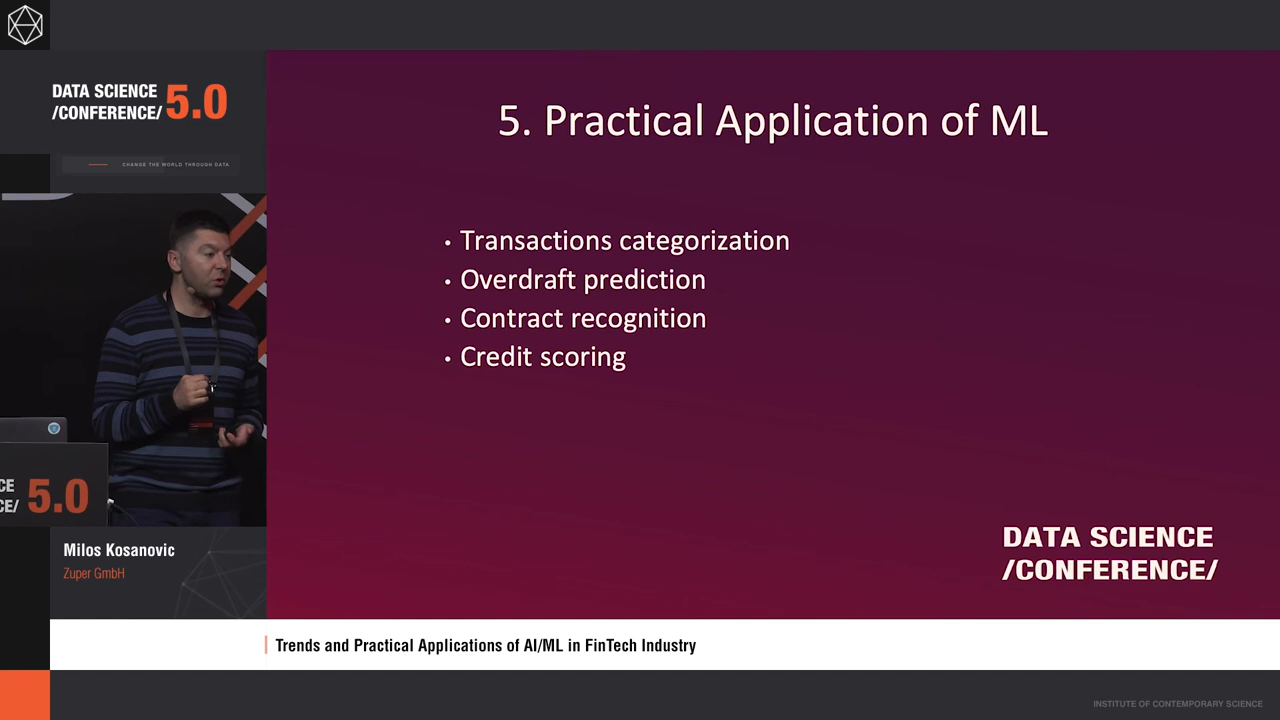 DATA SCIENCE
/CONFERENCE/ 5.0
CHANGE THE WORLD THROUGH DATA
5. Practical Application of ML
• Transactions categorization
• Overdraft prediction
• Contract recognition
• Credit scoring
CE
CE/ 5.0
Milos Kosanovic
Zuper GmbH
DATA SCIENCE
/CONFERENCE/
Trends and Practical Applications of AI/ML in FinTech Industry
INSTITUTE OF CONTEMPORARY SCIENCE